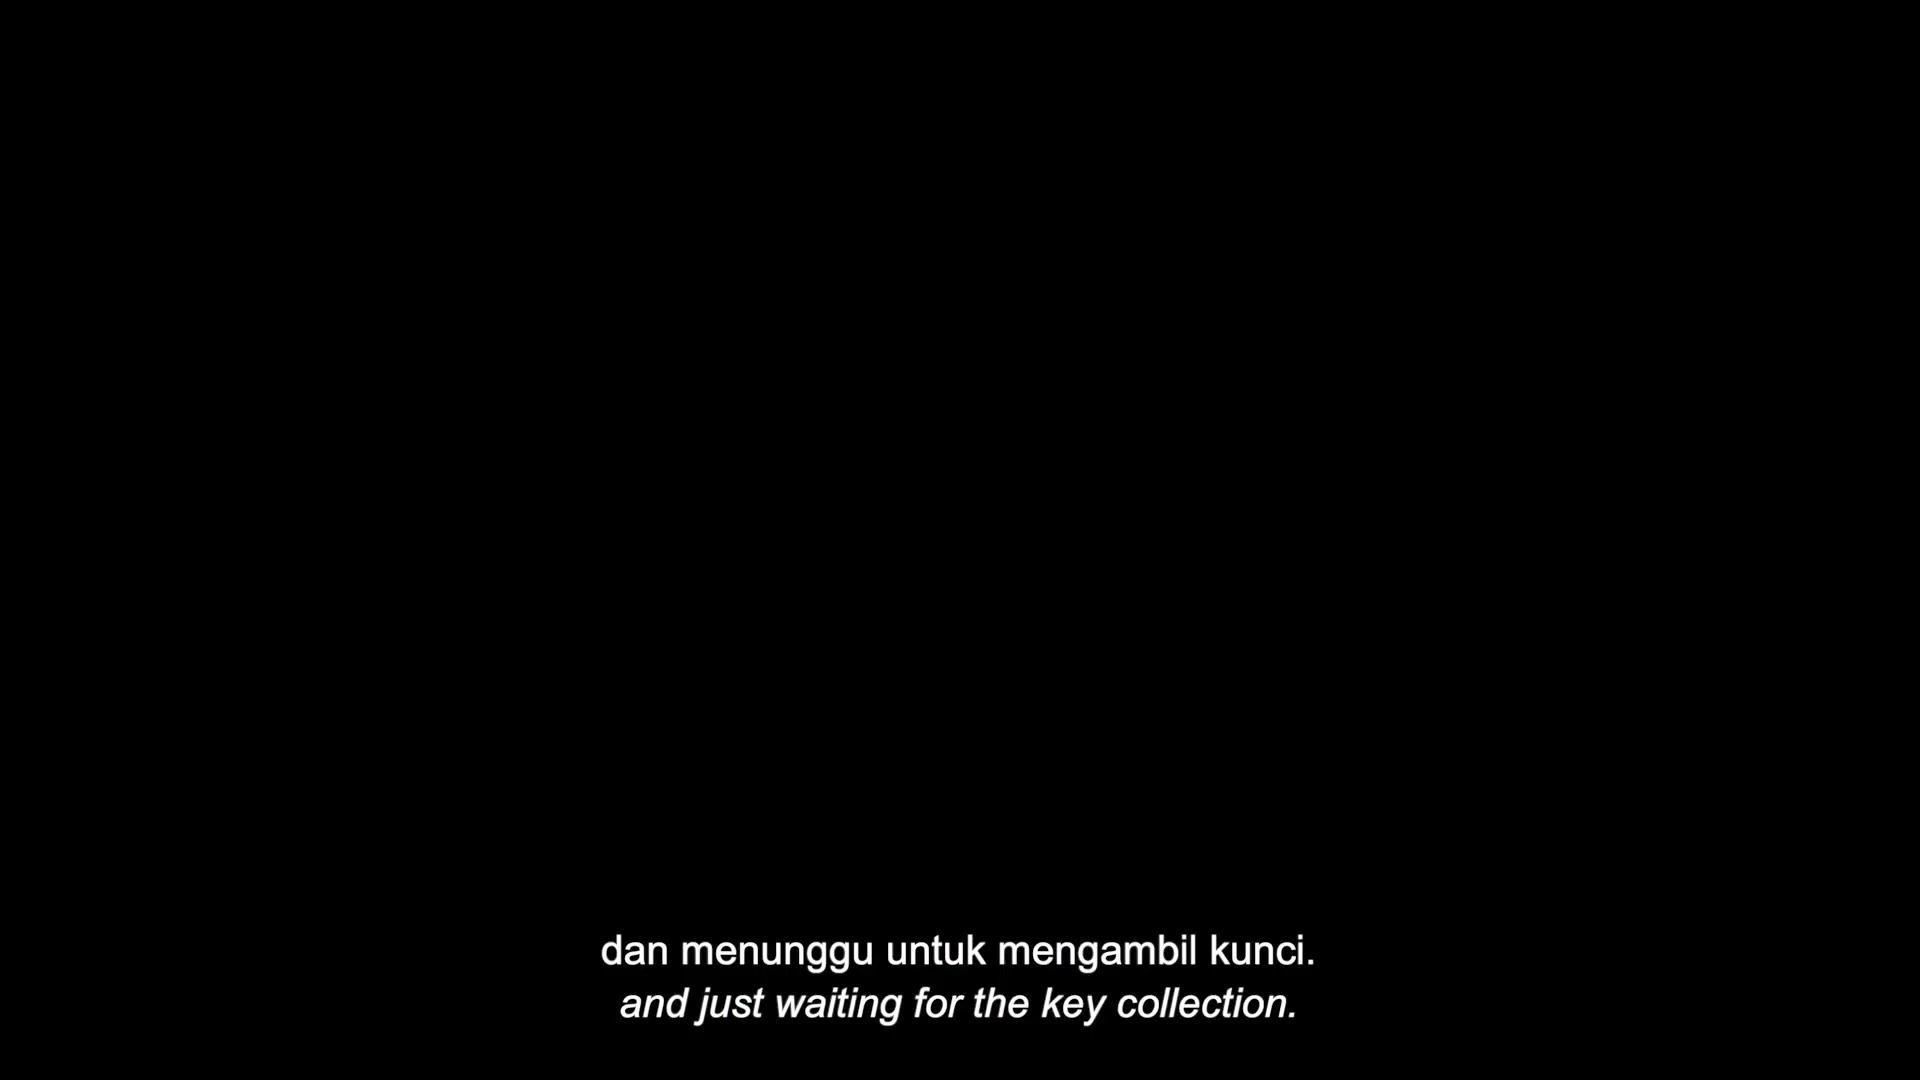 dan menunggu untuk mengambil kunci.
and just waiting for the key collection.